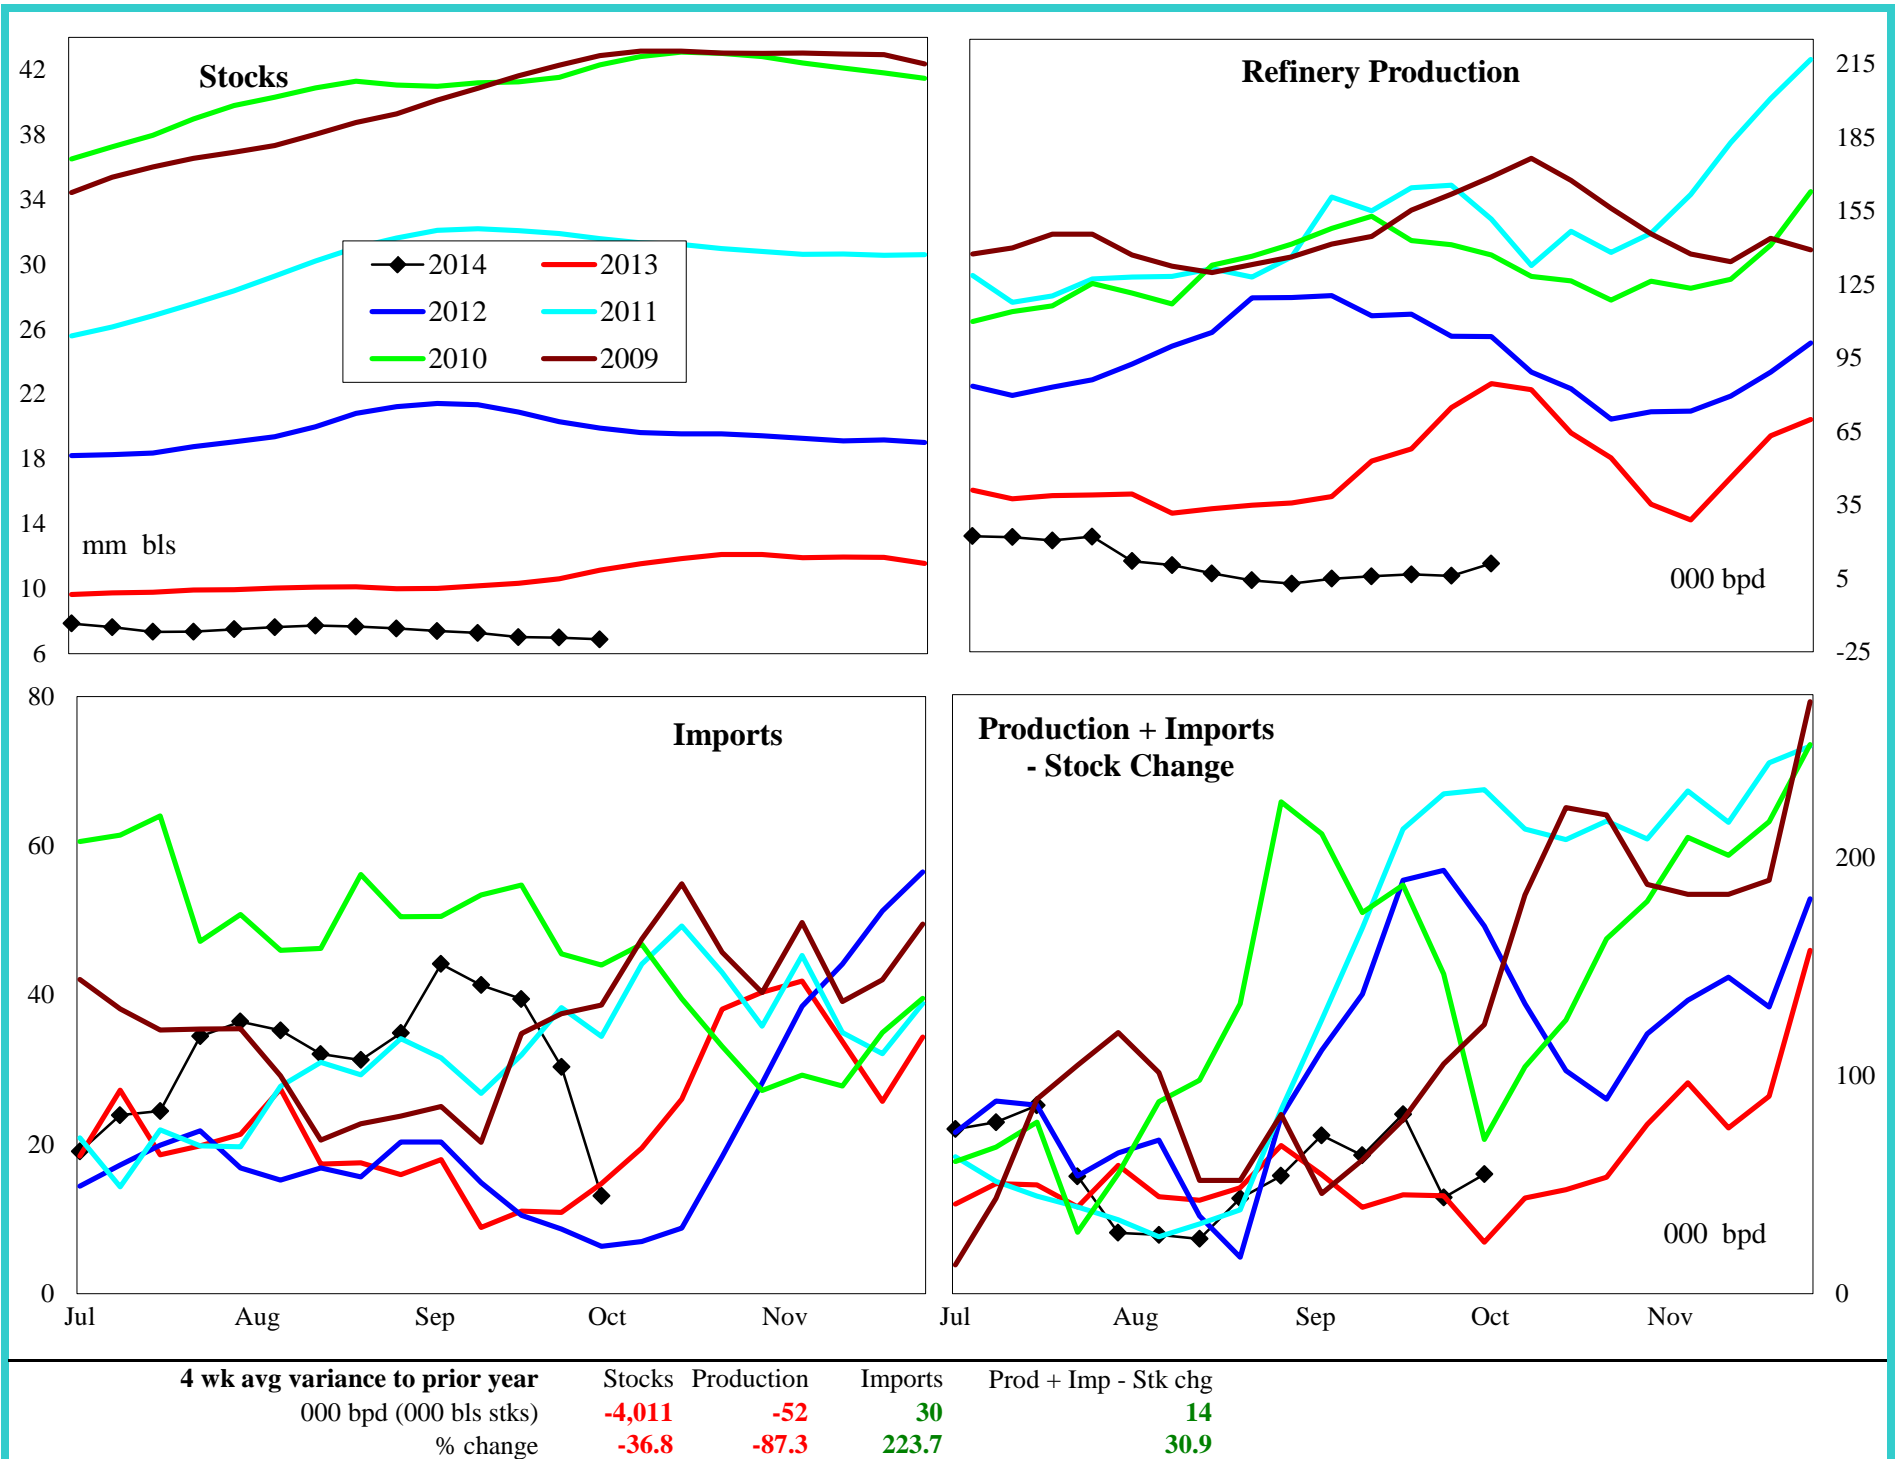 Stocks
42
38
34
30
26
22
18
14
10
6
mm bls
2014 2013
2012 2011
2010 2009
Refinery Production
215
185
155
125
95
65
35
5
-25
000 bpd
Imports
80
60
40
20
0
Jul Aug Sep Oct Nov
Production + Imports
- Stock Change
200
100
0
000 bpd
Jul Aug Sep Oct Nov
4 wk avg variance to prior year Stocks Production Imports Prod + Imp - Stk chg
000 bpd (000 bls stks) -4,011 -52 30 14
% change -36.8 -87.3 223.7 30.9